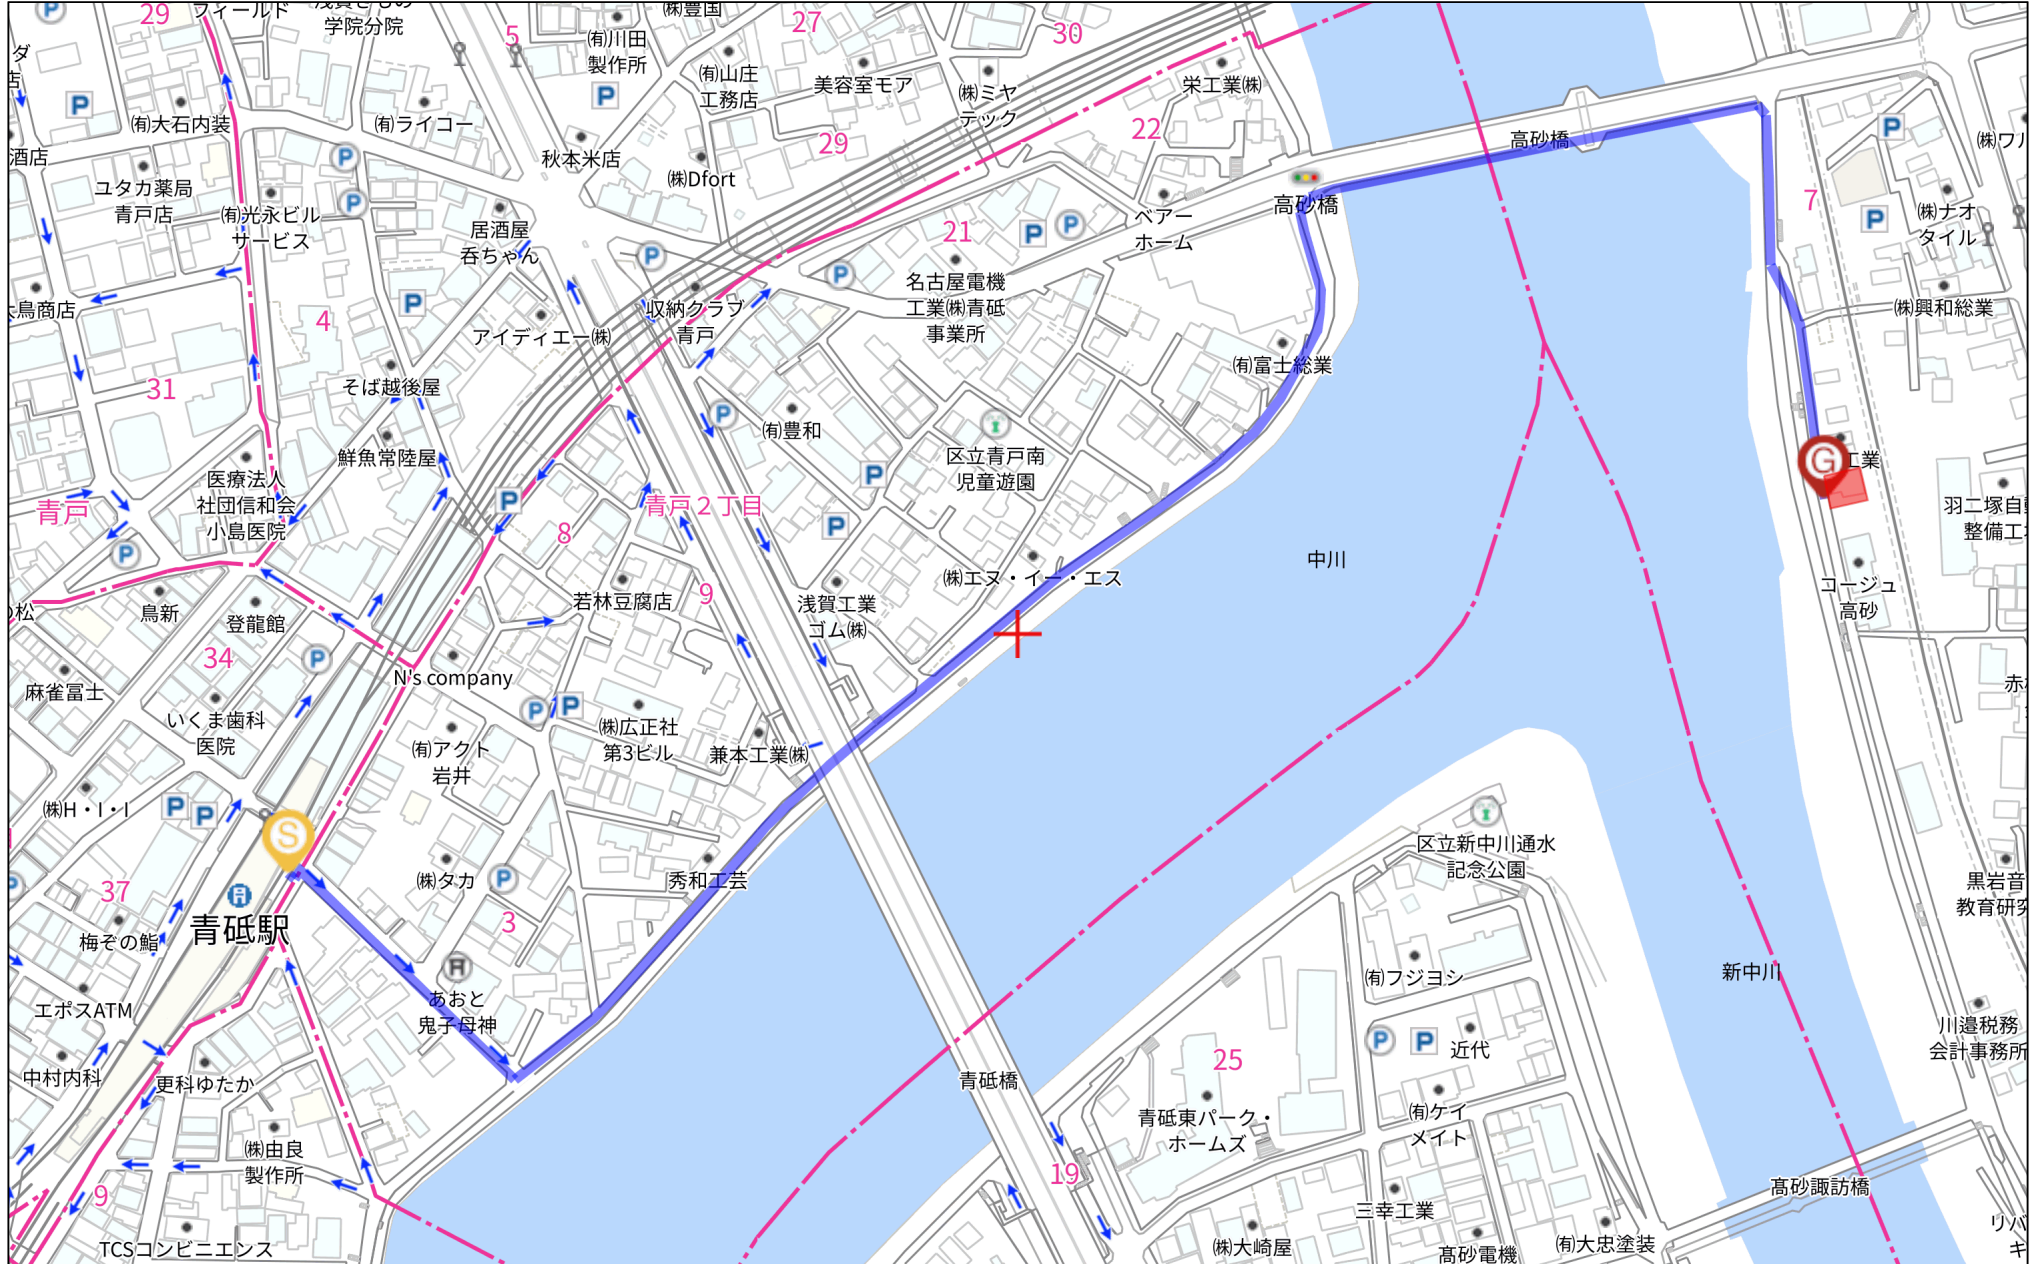 29
フィールド
学院分院
5
㈲川田
製作所
㈱豊国
27
30
㈲山庄
工務店
美容室モア
㈱ミヤ
テック
栄工業㈱
22
29
㈲大石内装
㈲ライコー
秋本米店
㈱Dfort
高砂橋
高砂橋
7
酒店
ユタカ薬局
青戸店
㈲光永ビル
サービス
居酒屋
呑ちゃん
21
ベアー
ホーム
㈱ナオ
タイル
名古屋電機
工業㈱青砥
事業所
収納クラブ
青戸
㈱興和総業
鳥商店
4
アイディエー㈱
㈲富士総業
31
そば越後屋
㈲豊和
鮮魚常陸屋
区立青戸南
児童遊園
医療法人
社団信和会
小島医院
G
工業
青戸
青戸２丁目
8
羽二塚自
整備工
中川
㈱エヌ・イー・エス
コージュ
高砂
の松
鳥新
登龍館
若林豆腐店
9
浅賀工業
ゴム㈱
34
麻雀冨士
N's company
いくま歯科
医院
㈲アクト
岩井
㈱広正社
第3ビル
兼本工業㈱
㈱H・I・I
S
区立新中川通水
記念公園
37
㈱タカ
秀和工芸
黒岩音
教育研究
梅ぞの鮨
青砥駅
3
㈲フジヨシ
新中川
エポスATM
あおと
鬼子母神
川邉税務
会計事務所
近代
25
中村内科
更科ゆたか
青砥橋
青砥東パーク・
ホームズ
㈲ケイ
メイト
㈱由良
製作所
19
9
髙砂諏訪橋
三幸工業
リバ
キ
TCSコンビニエンス
㈱大崎屋
髙砂電機
㈲大忠塗装